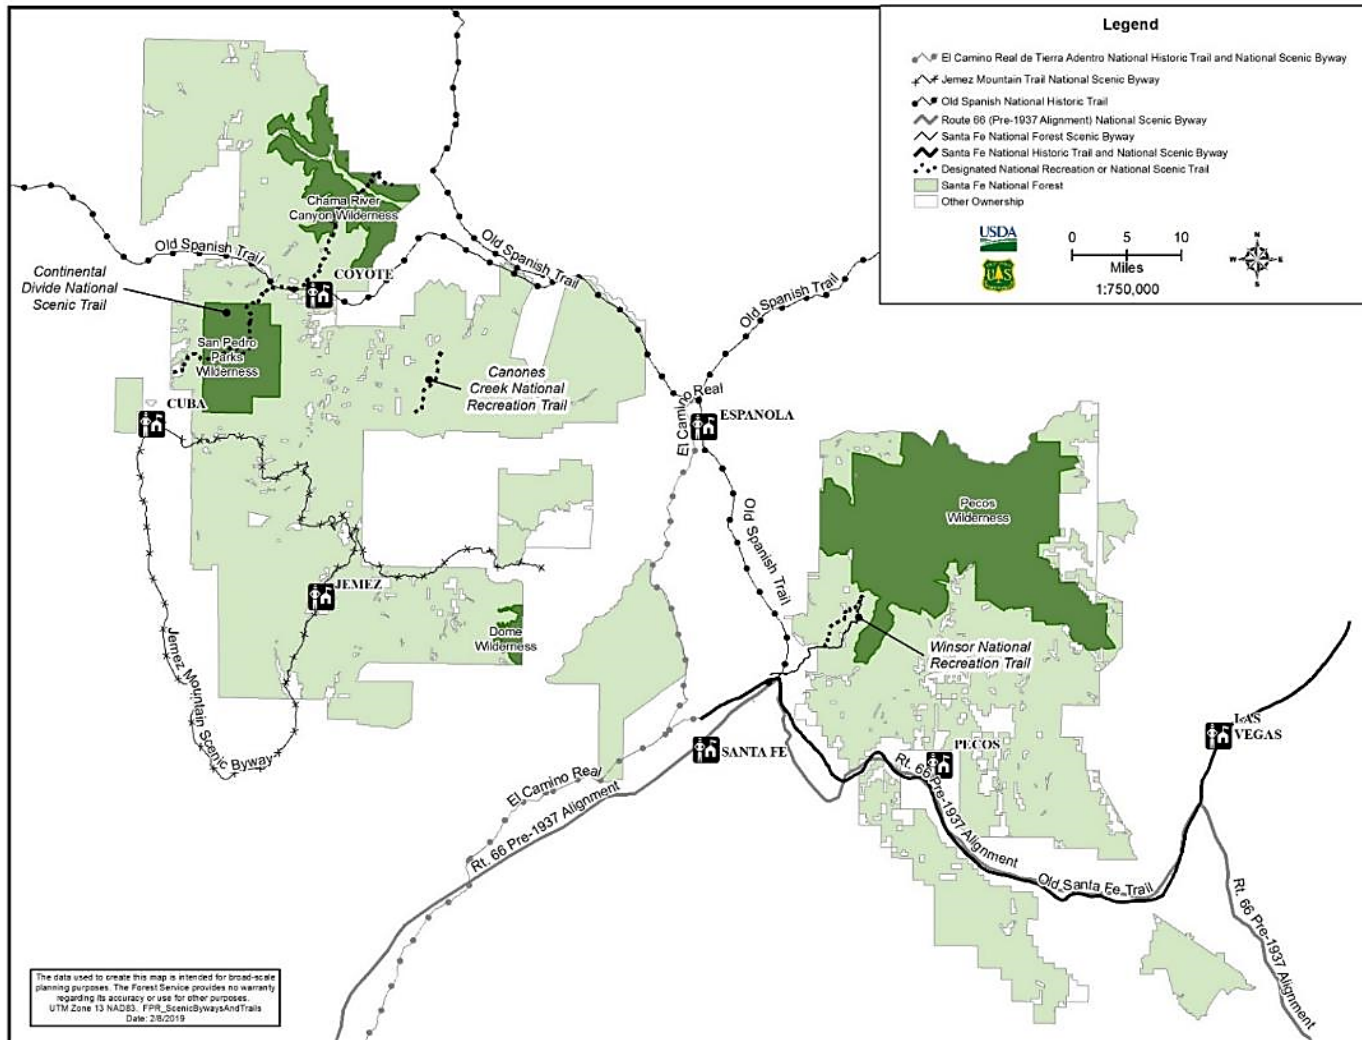 Legend
El Camino Real de Tierra Adentro National Historic Trail and National Scenic Byway
Jemez Mountain Trail National Scenic Byway
Old Spanish National Historic Trail
Route 66 (Pre-1937 Alignment) National Scenic Byway
Santa Fe National Forest Scenic Byway
Santa Fe National Historic Trail and National Scenic Byway
Designated National Recreation or National Scenic Trail
Santa Fe National Forest
Other Ownership
USDA
UAS
0 5 10
Miles
1:750,000
N
W E
S
Chama River
Canyon Wilderness
Old Spanish Trail
Old Spanish Trail
Continental
Divide National
Scenic Trail
COYOTE
Old Spanish Trail
San Pedro
Parks
Wilderness
Canones
Creek National
Recreation Trail
CUBA
El Camino Real
ESPANOLA
Pecos
Wilderness
Old Spanish Trail
JEMEZ
Dome
Wilderness
Winsor National
Recreation Trail
Jemez Mountain Scenic Byway
LAS
VEGAS
SANTA FE
PECOS
El Camino Real
Rt. 66 Pre-1937 Alignment
Rt. 66 Pre-1937 Alignment
Old Santa Fe Trail
Rt. 66 Pre-1937 Alignment
The data used to create this map is intended for broad-scale
planning purposes. The Forest Service provides no warranty
regarding its accuracy or use for other purposes.
UTM Zone 13 NAD83. FPR_ScenicBywaysAndTrails
Date: 2/8/2019